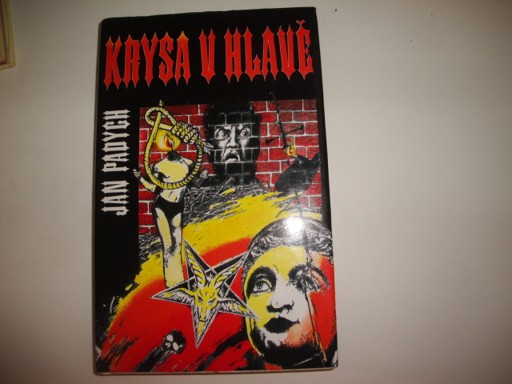 KRYSA V HLAVĚ
JAN PADYCH